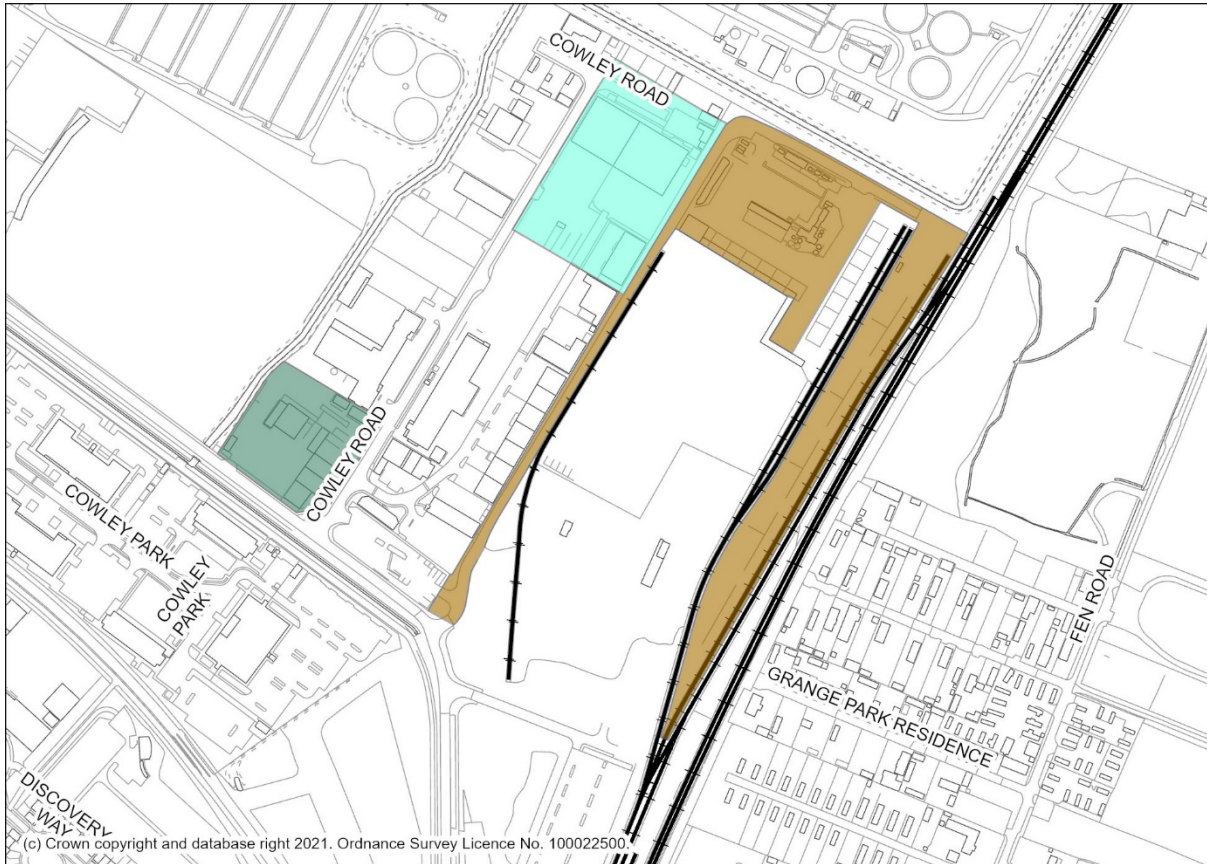 COWLEY ROAD
COWLEY ROAD
COWLEY PARK
COWLEY
PARK
FEN ROAD
GRANGE PARK RESIDENCE
DISCOVERY
WAY
(c) Crown copyright and database right 2021. Ordnance Survey Licence No. 100022500.